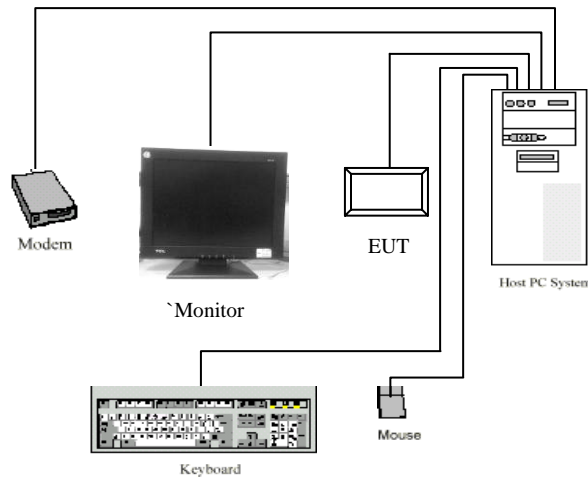 Modem
EUT
Host PC System
`Monitor
Mouse
Keyboard